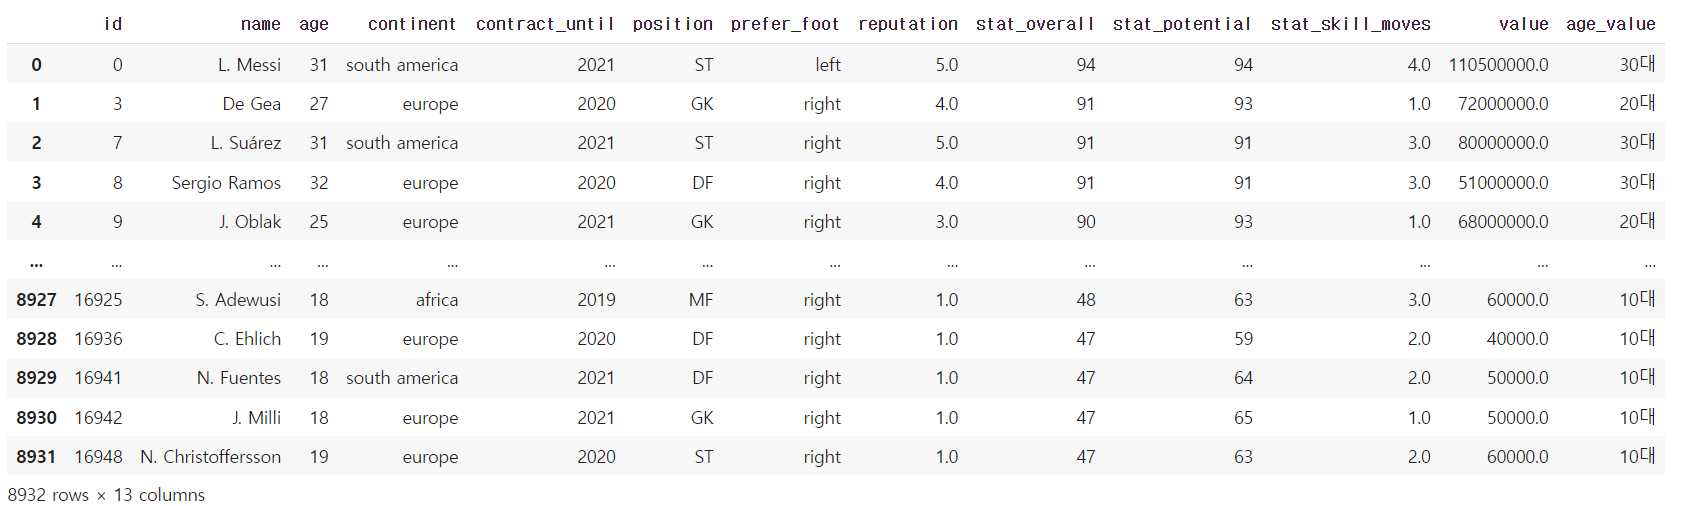 id name age continent contract_until position prefer_foot reputation stat_overall stat_potential stat_skill_moves value age_value
0 0 L. Messi 31 south america 2021 ST left 5.0 94 94 4.0 110500000.0 30대
1 3 De Gea 27 europe 2020 GK right 4.0 91 93 1.0 72000000.0 20대
2 7 L. Suárez 31 south america 2021 ST right 5.0 91 91 3.0 80000000.0 30대
3 8 Sergio Ramos 32 europe 2020 DF right 4.0 91 91 3.0 51000000.0 30대
4 9 J. Oblak 25 europe 2021 GK right 3.0 90 93 1.0 68000000.0 20대
... ... ... ... ... ... ... ... ... ... ... ... ... ...
8927 16925 S. Adewusi 18 africa 2019 MF right 1.0 48 63 3.0 60000.0 10대
8928 16936 C. Ehlich 19 europe 2020 DF right 1.0 47 59 2.0 40000.0 10대
8929 16941 N. Fuentes 18 south america 2021 DF right 1.0 47 64 2.0 50000.0 10대
8930 16942 J. Milli 18 europe 2021 GK right 1.0 47 65 1.0 50000.0 10대
8931 16948 N. Christoffersson 19 europe 2020 ST right 1.0 47 63 2.0 60000.0 10대
8932 rows × 13 columns